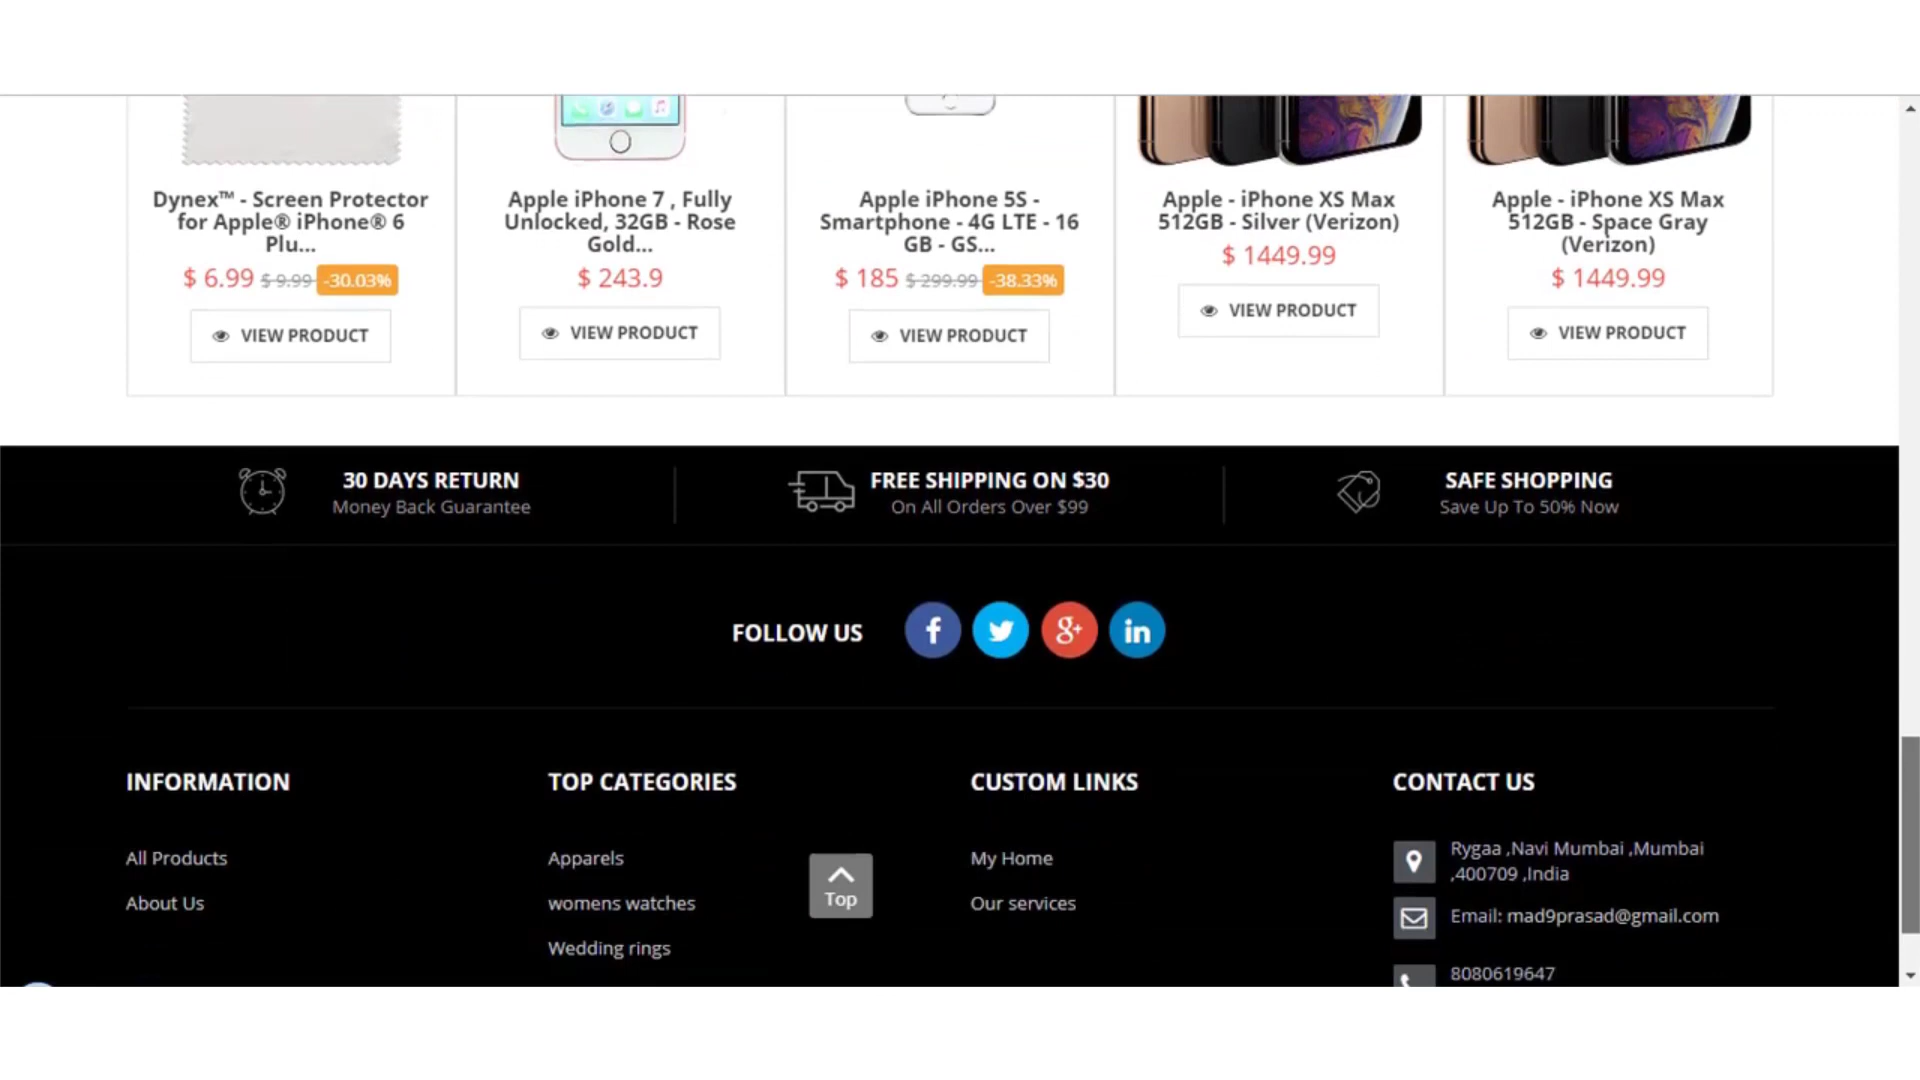 Dynex™ - Screen Protector
for Apple® iPhone® 6
Plu...
$ 6.99 $ 9.99 -30.03%
VIEW PRODUCT
Apple iPhone 7 , Fully
Unlocked, 32GB - Rose
Gold...
$ 243.9
VIEW PRODUCT
Apple iPhone 5S -
Smartphone - 4G LTE - 16
GB - GS...
$ 185 $ 299.99 -38.33%
VIEW PRODUCT
Apple - iPhone XS Max
512GB - Silver (Verizon)
$ 1449.99
VIEW PRODUCT
Apple - iPhone XS Max
512GB - Space Gray
(Verizon)
$ 1449.99
VIEW PRODUCT
30 DAYS RETURN
Money Back Guarantee
FREE SHIPPING ON $30
On All Orders Over $99
SAFE SHOPPING
Save Up To 50% Now
FOLLOW US
f
g+
in
INFORMATION
All Products
About Us
TOP CATEGORIES
Apparels
womens watches
Wedding rings
Top
CUSTOM LINKS
My Home
Our services
CONTACT US
Rygaa ,Navi Mumbai ,Mumbai
,400709 ,India
Email: mad9prasad@gmail.com
8080619647